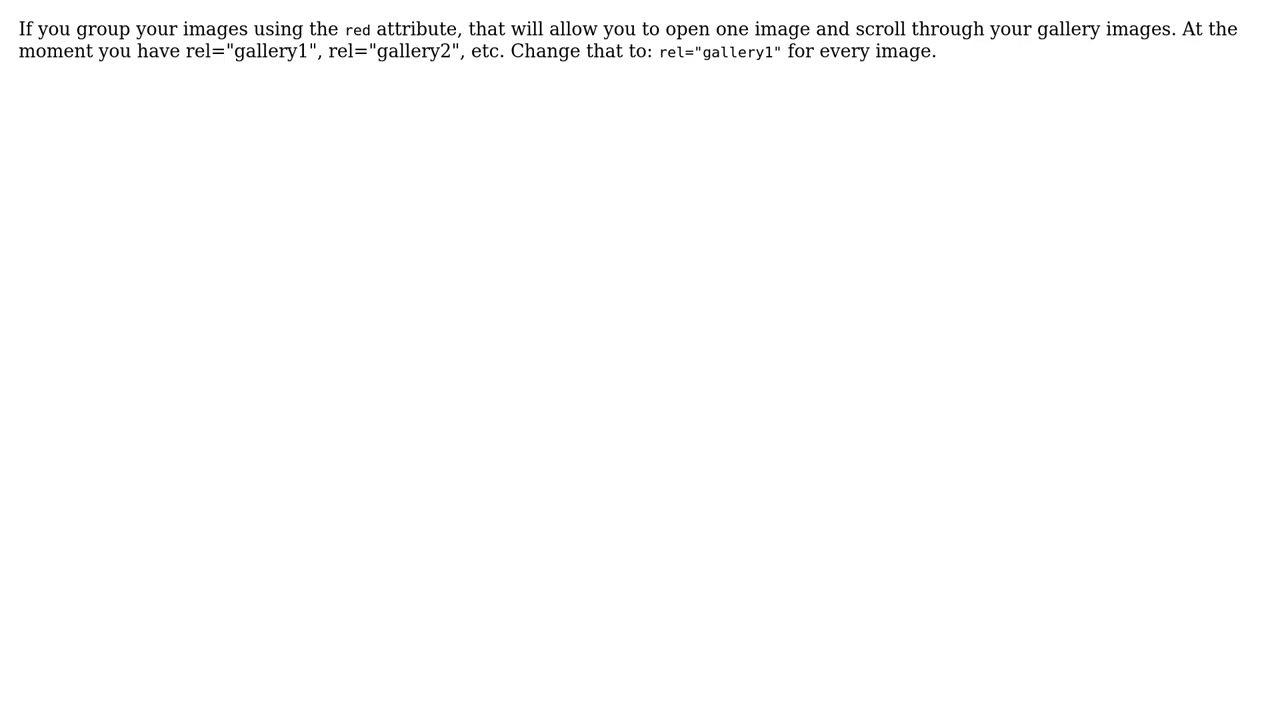 If you group your images using the red attribute, that will allow you to open one image and scroll through your gallery images. At the
moment you have rel="gallery1", rel="gallery2", etc. Change that to: rel="gallery1" for every image.